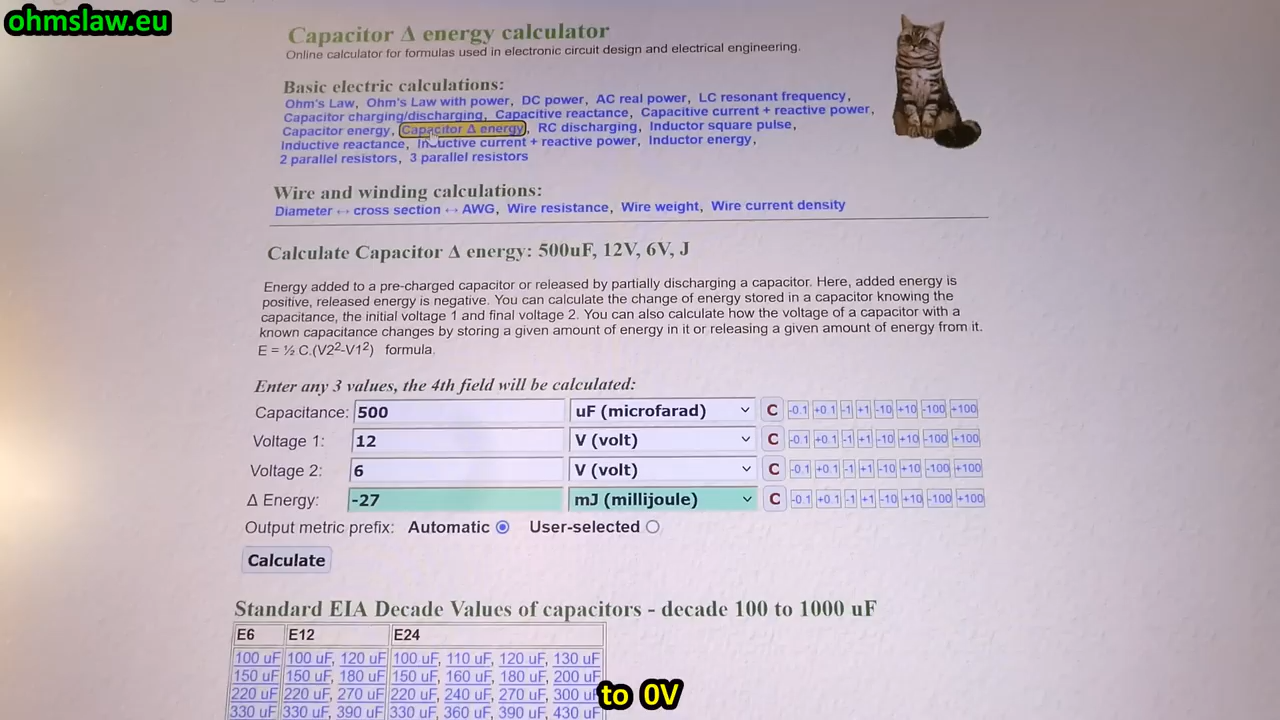 ohmslaw.eu
Capacitor Δ energy calculator
Online calculator for formulas used in electronic circuit design and electrical engineering.
Basic electric calculations:
Ohm's Law, Ohm's Law with power, DC power, AC real power, LC resonant frequency,
Capacitor charging/discharging, Capacitive reactance, Capacitive current + reactive power,
Capacitor energy, Capacitor Δ energy, RC discharging, Inductor square pulse,
Inductive reactance, Inductive current + reactive power, Inductor energy,
2 parallel resistors, 3 parallel resistors
Wire and winding calculations:
Diameter ↔ cross section ↔ AWG, Wire resistance, Wire weight, Wire current density
Calculate Capacitor Δ energy: 500uF, 12V, 6V, J
Energy added to a pre-charged capacitor or released by partially discharging a capacitor. Here, added energy is
positive, released energy is negative. You can calculate the change of energy stored in a capacitor knowing the
capacitance, the initial voltage 1 and final voltage 2. You can also calculate how the voltage of a capacitor with a
known capacitance changes by storing a given amount of energy in it or releasing a given amount of energy from it.
E = ½ C.(V2²-V1²) formula.
Enter any 3 values, the 4th field will be calculated:
Capacitance: 500 uF (microfarad) C -0.1 +0.1 -1 +1 -10 +10 -100 +100
Voltage 1: 12 V (volt) C -0.1 +0.1 -1 +1 -10 +10 -100 +100
Voltage 2: 6 V (volt) C -0.1 +0.1 -1 +1 -10 +10 -100 +100
Δ Energy: -27 mJ (millijoule) C -0.1 +0.1 -1 +1 -10 +10 -100 +100
Output metric prefix: Automatic User-selected
Calculate
Standard EIA Decade Values of capacitors - decade 100 to 1000 uF
E6 E12 E24
100 uF 100 uF, 120 uF 100 uF, 110 uF, 120 uF, 130 uF
150 uF 150 uF, 180 uF 150 uF, 160 uF, 180 uF, 200 uF
220 uF 220 uF, 270 uF 220 uF, 240 uF, 270 uF, 300 uF
330 uF 330 uF, 390 uF 330 uF, 360 uF, 390 uF, 430 uF
to 0V